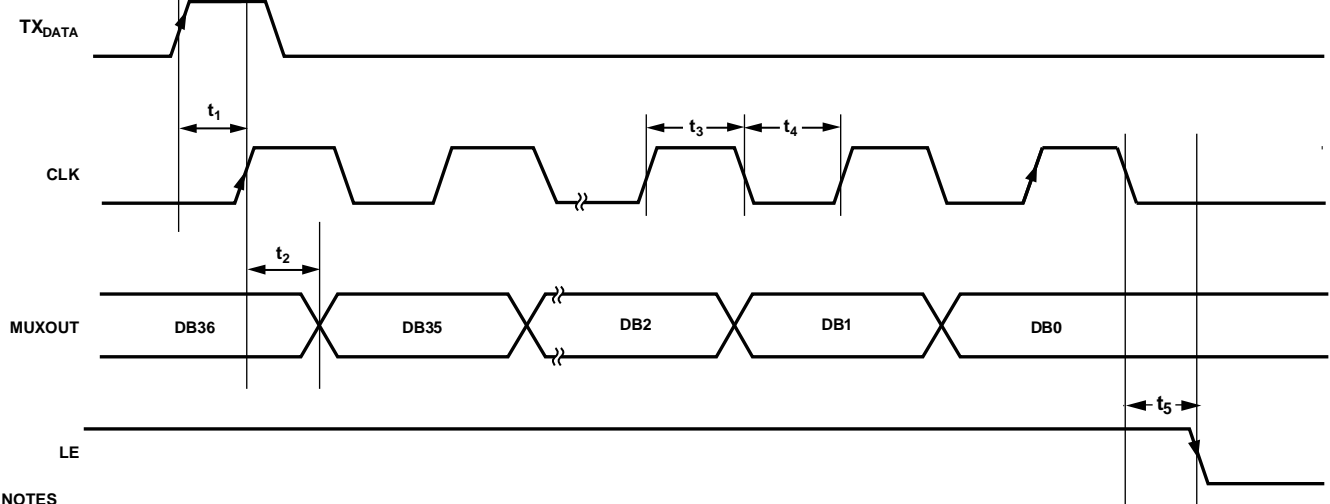 TXDATA
t1
t3
t4
CLK
t2
MUXOUT
DB36
DB35
DB2
DB1
DB0
t5
LE
NOTES